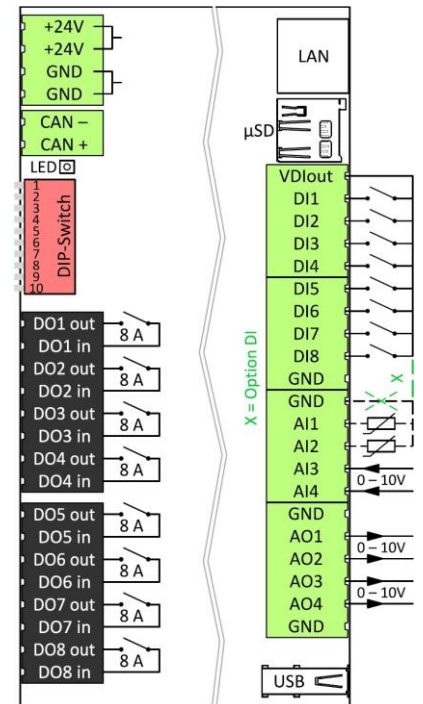 +24V
+24V
GND
GND
CAN –
CAN +
LED
1
2
3
4
5
6
7
8
9
10
DIP-Switch
DO1 out
DO1 in
8 A
DO2 out
DO2 in
8 A
DO3 out
DO3 in
8 A
DO4 out
DO4 in
8 A
DO5 out
DO5 in
8 A
DO6 out
DO6 in
8 A
DO7 out
DO7 in
8 A
DO8 out
DO8 in
8 A
LAN
µSD
VDIout
DI1
DI2
DI3
DI4
DI5
DI6
DI7
DI8
GND
X = Option DI
X
GND
AI1
AI2
AI3
AI4
0 – 10V
GND
AO1
AO2
AO3
AO4
GND
0 – 10V
0 – 10V
USB